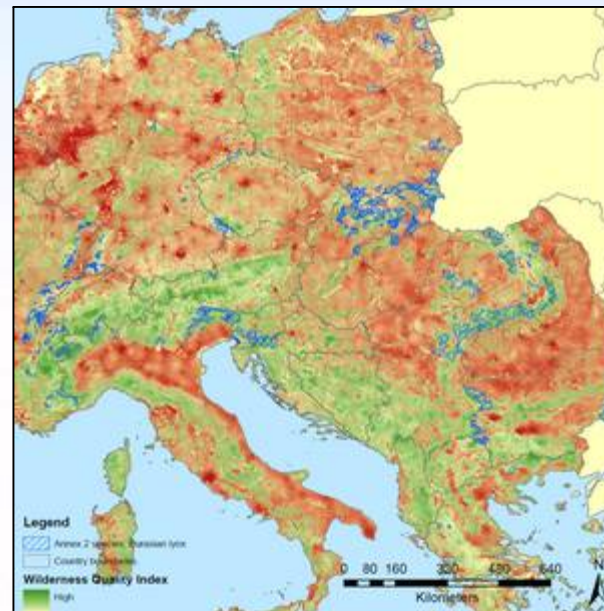 Legend
Annex 2 species: Eurasian lynx
Country boundaries
Wilderness Quality Index
High
0 80 160 320 480 640
Kilometers
N